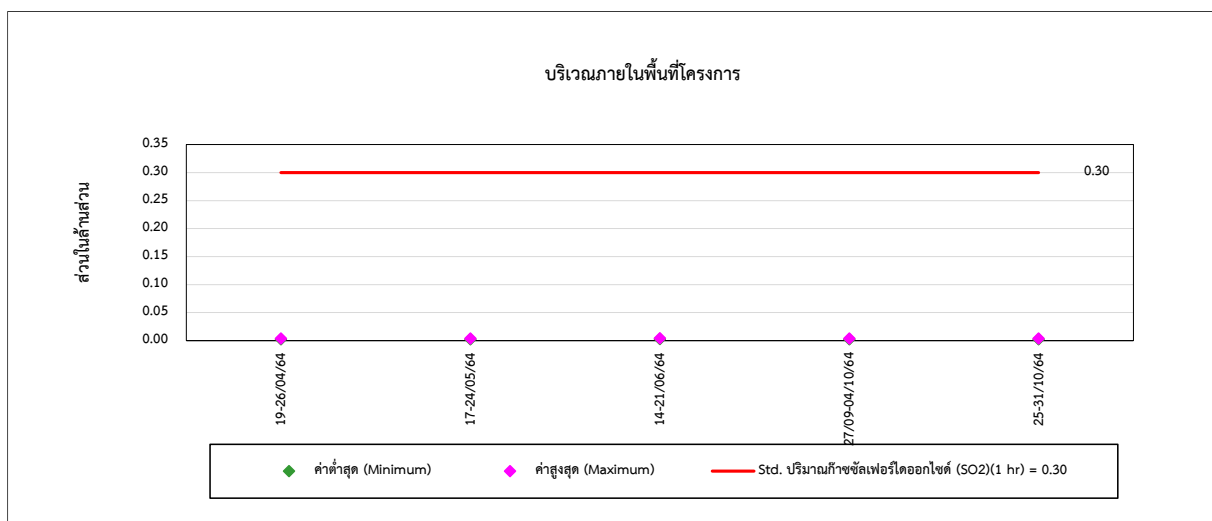 บริเวณภายในพื้นที่โครงการ
ส่วนในล้านส่วน
0.35
0.30
0.25
0.20
0.15
0.10
0.05
0.00
0.30
19-26/04/64
17-24/05/64
14-21/06/64
27/09-04/10/64
25-31/10/64
ค่าต่ำสุด (Minimum)
ค่าสูงสุด (Maximum)
Std. ปริมาณก๊าซซัลเฟอร์ไดออกไซด์ (SO2)(1 hr) = 0.30